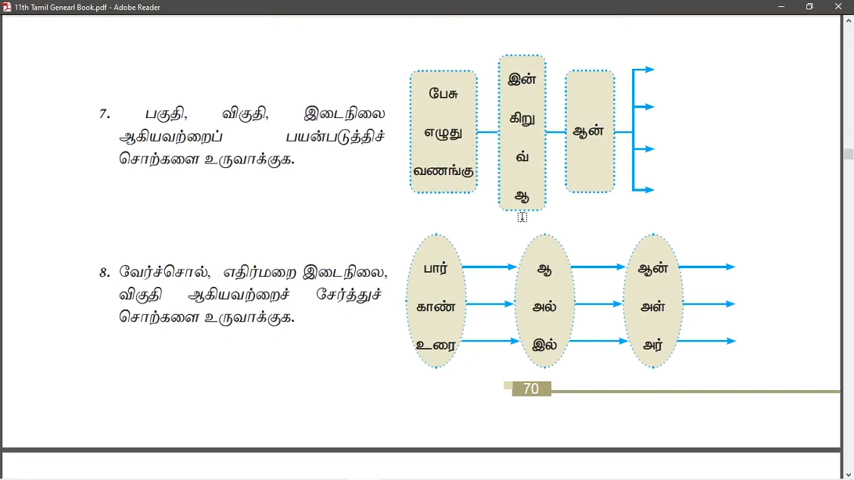 11th Tamil Genearl Book.pdf - Adobe Reader
7. பகுதி, விகுதி, இடைநிலை
ஆகியவற்றைப் பயன்படுத்திச்
சொற்களை உருவாக்குக.
பேசு
எழுது
வணங்கு
இன்
கிறு
வ்
ஆ
ஆன்
8. வேர்ச்சொல், எதிர்மறை இடைநிலை,
விகுதி ஆகியவற்றைச் சேர்த்துச்
சொற்களை உருவாக்குக.
பார் ஆ ஆன்
காண் அல் அள்
உரை இல் அர்
70